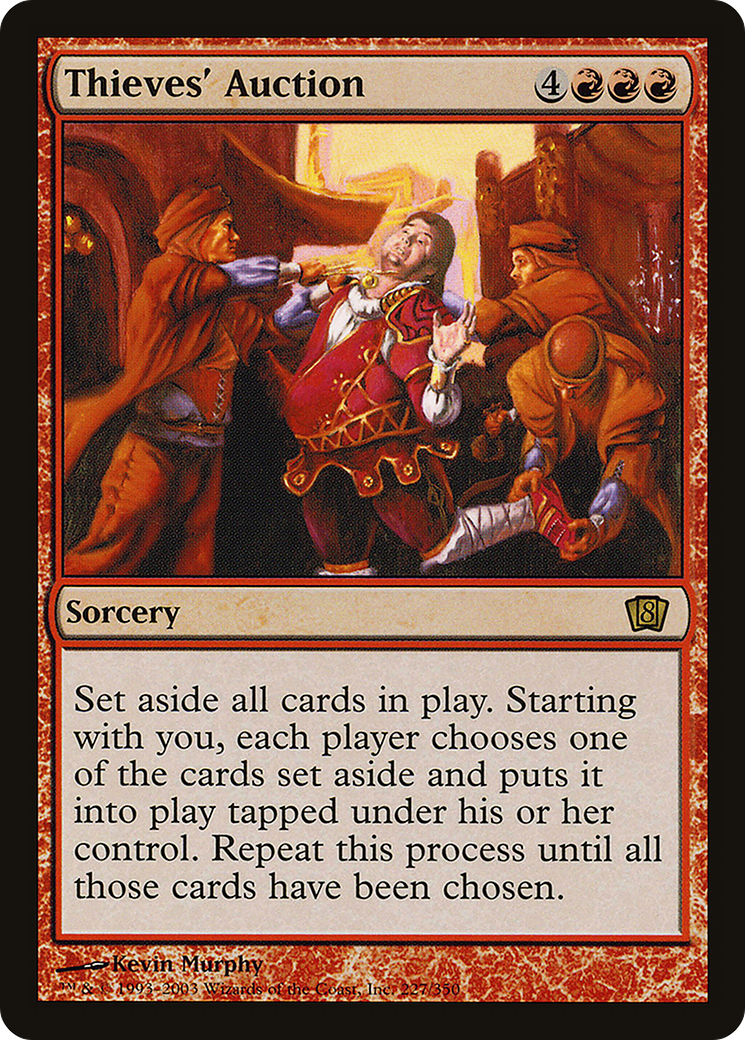 Thieves’ Auction 4
Sorcery 8
Set aside all cards in play. Starting
with you, each player chooses one
of the cards set aside and puts it
into play tapped under his or her
control. Repeat this process until all
those cards have been chosen.
Kevin Murphy
™ & © 1993-2003 Wizards of the Coast, Inc. 227/350